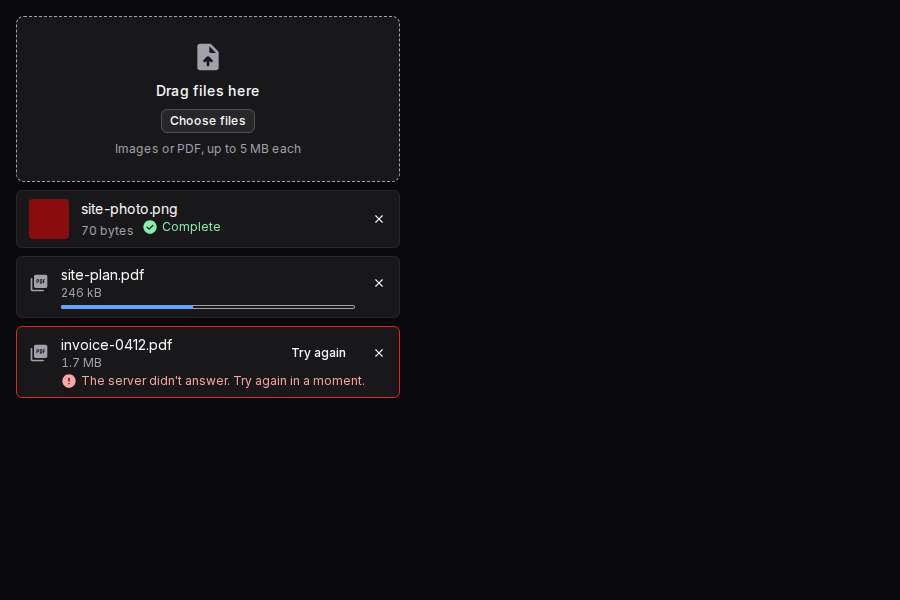 Drag files here
Choose files
Images or PDF, up to 5 MB each
site-photo.png
70 bytes Complete
PDF
site-plan.pdf
246 kB
PDF
invoice-0412.pdf
Try again
1.7 MB
The server didn't answer. Try again in a moment.